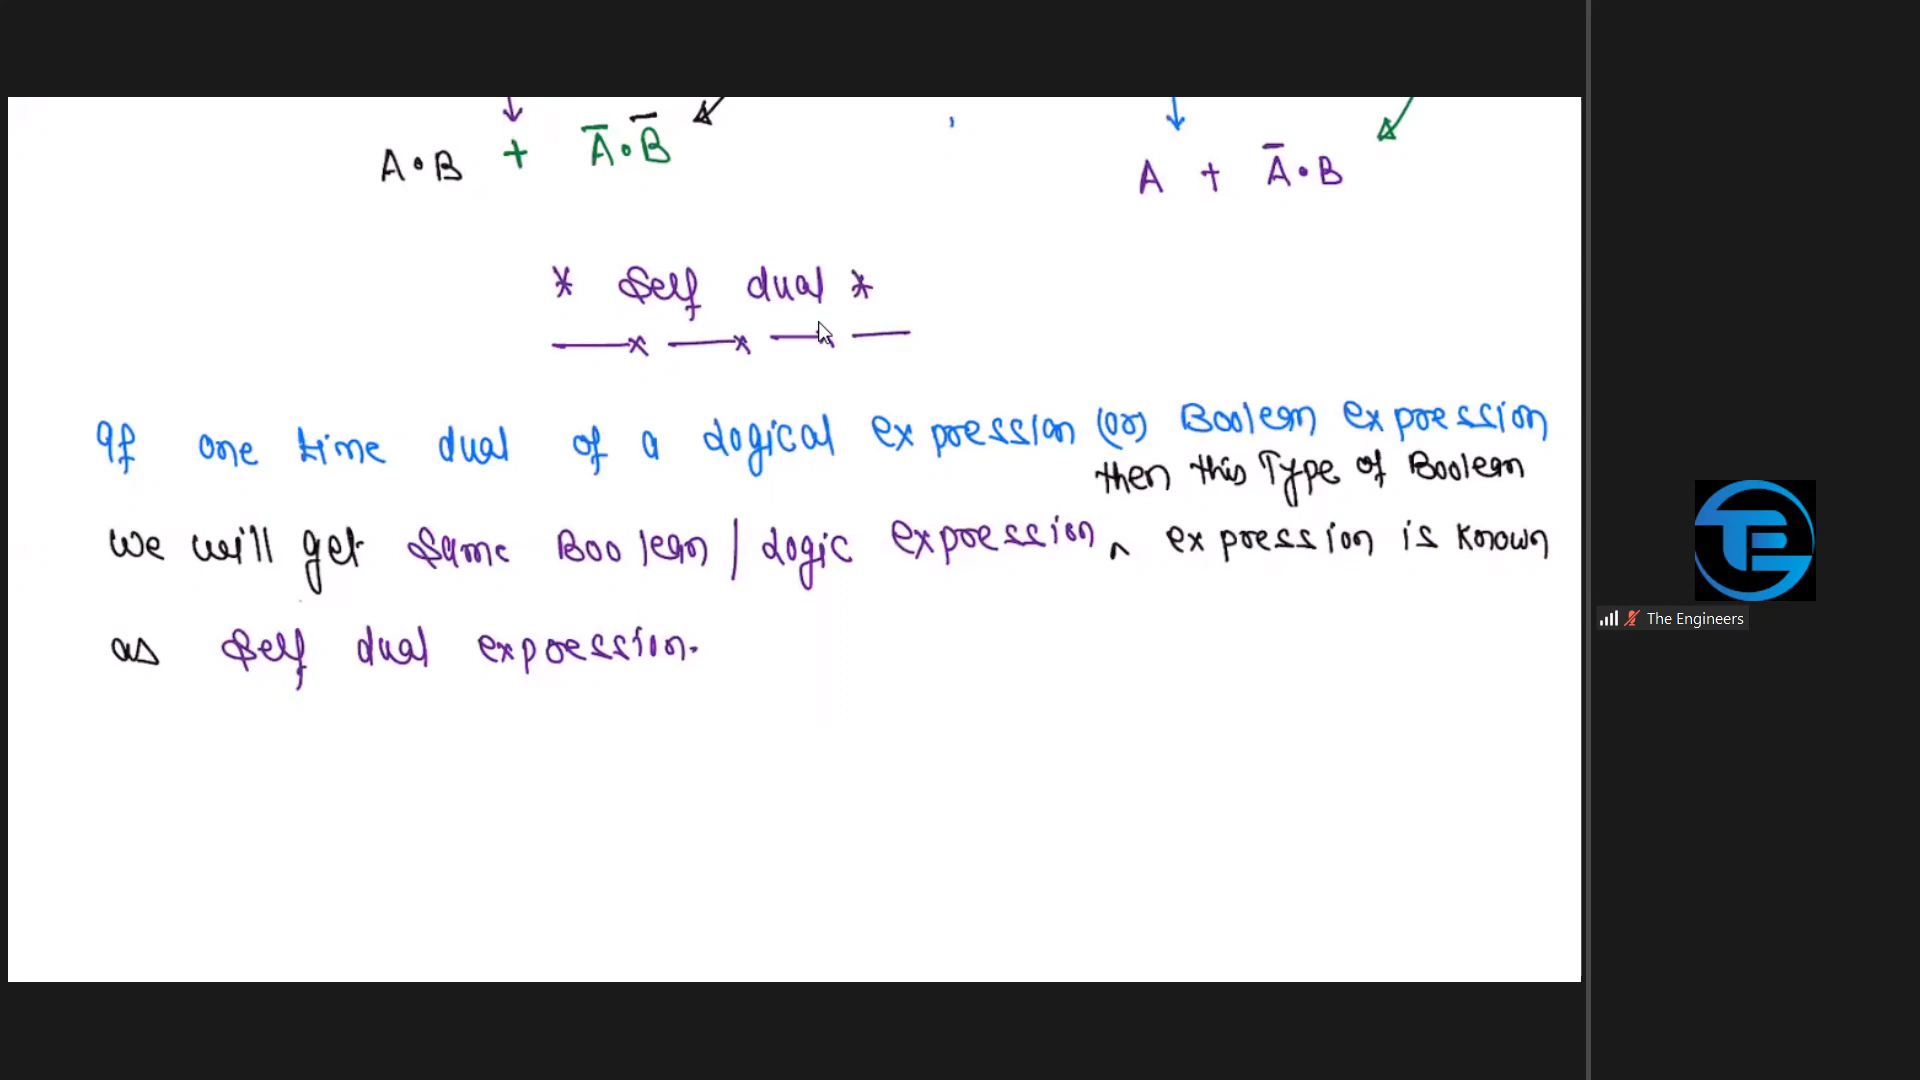 A•B + A̅•B̅
A + A̅•B
* Self dual *
If one time dual of a logical expression (or) Boolean expression
we will get same Boolean / logic expression ^ then this Type of Boolean
expression is known
as self dual expression.
The Engineers